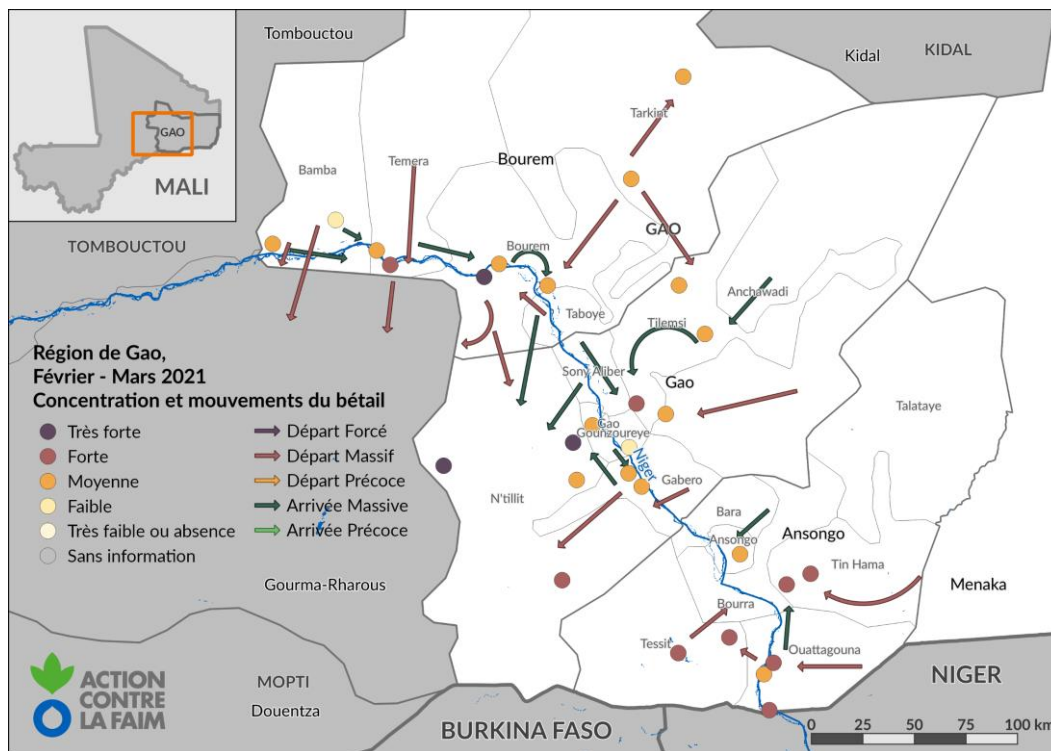 Tombouctou
Kidal
KIDAL
GAO
MALI
Tarkint
Bamba
Temera
Bourem
TOMBOUCTOU
GAO
Bourem
Anchawadi
Taboye
Tilemsi
Région de Gao,
Février - Mars 2021
Concentration et mouvements du bétail
Très forte
Départ Forcé
Forte
Départ Massif
Moyenne
Départ Précoce
Faible
Arrivée Massive
Très faible ou absence
Arrivée Précoce
Sans information
Sony Aliber
Gao
Talataye
Gao
Gounzoureye
Niger
N'tillit
Gabero
Bara
Ansongo
Ansongo
Tin Hama
Menaka
Gourma-Rharous
Bourra
Tessit
Ouattagouna
ACTION
CONTRE
LA FAIM
MOPTI
Douentza
NIGER
BURKINA FASO
0 25 50 75 100 km